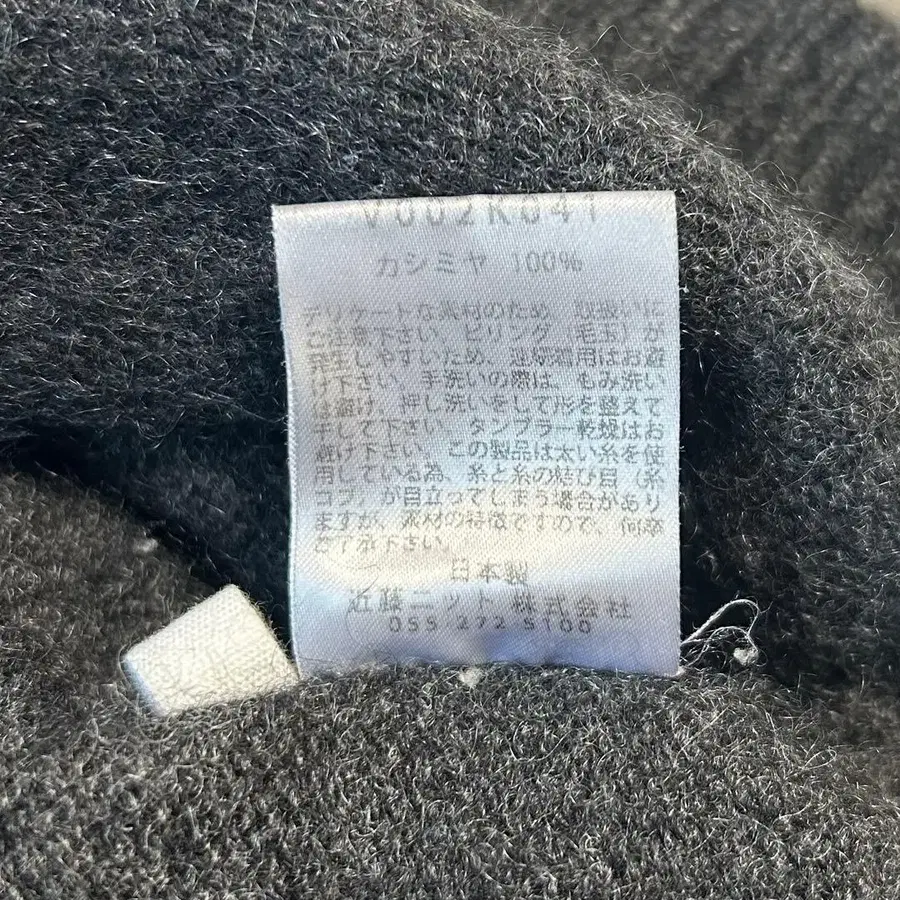 V002K041
カシミヤ 100%
デリケートな素材のため、取扱いに
ご注意下さい。ピリング（毛玉）が
発生しやすいため、連続着用はお避
け下さい。手洗いの際は、もみ洗い
は避け、押し洗いをして形を整えて
干して下さい。タンブラー乾燥はお
避け下さい。この製品は太い糸を使
用している為、糸と糸の結び目（糸
コブ）が目立ってしまう場合があり
ますが、素材の特徴ですので、何卒
ご了承下さい。
日本製
近藤ニット株式会社
055 272 5100